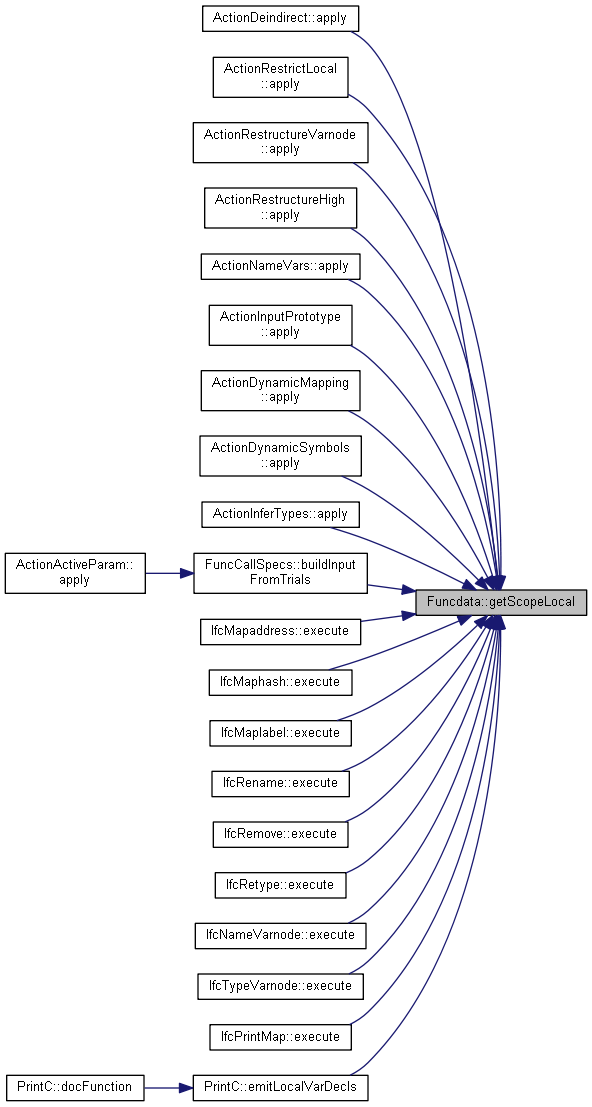 ActionDeindirect::apply
ActionRestrictLocal
::apply
ActionRestructureVarnode
::apply
ActionRestructureHigh
::apply
ActionNameVars::apply
ActionInputPrototype
::apply
ActionDynamicMapping
::apply
ActionDynamicSymbols
::apply
ActionInferTypes::apply
ActionActiveParam::
apply
FuncCallSpecs::buildInput
FromTrials
Funcdata::getScopeLocal
IfcMapaddress::execute
IfcMaphash::execute
IfcMaplabel::execute
IfcRename::execute
IfcRemove::execute
IfcRetype::execute
IfcNameVarnode::execute
IfcTypeVarnode::execute
IfcPrintMap::execute
PrintC::docFunction
PrintC::emitLocalVarDecls